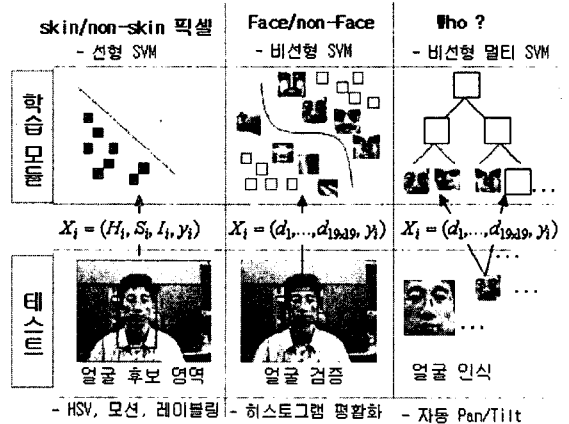 skin/non-skin 픽셀
- 선형 SVM
Face/non-Face
- 비선형 SVM
Who ?
- 비선형 멀티 SVM
학습 모듈
X_i = (H_i, S_i, I_i, y_i)
X_i = (d_1,...,d_19x19, y_i)
X_i = (d_1,...,d_19x19, y_i)
테스트
얼굴 후보 영역
얼굴 검증
얼굴 인식
- HSV, 모션, 레이블링
- 히스토그램 평활화
- 자동 Pan/Tilt